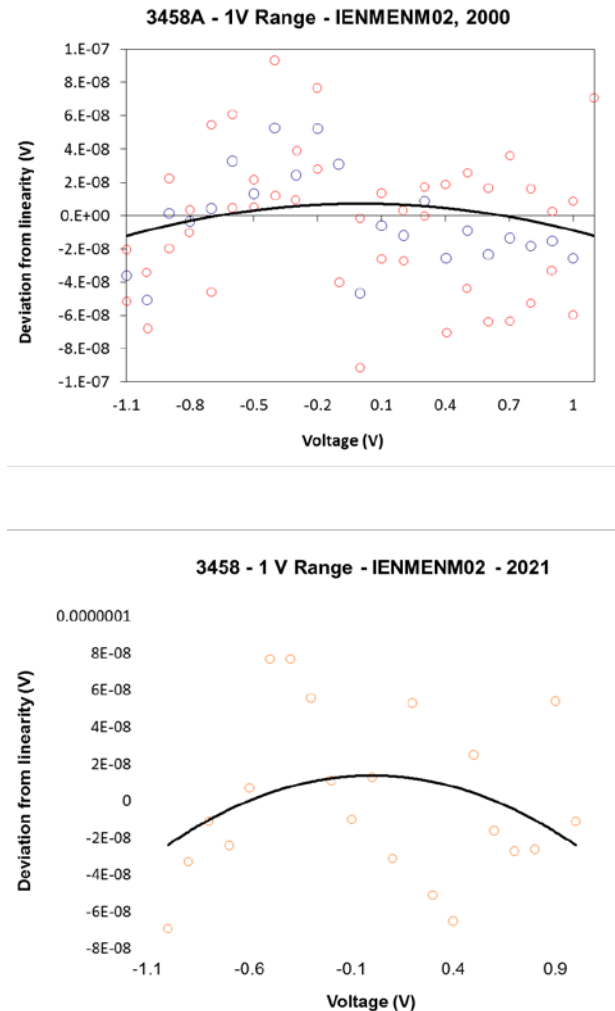 3458A - 1V Range - IENMENM02, 2000
Deviation from linearity (V)
1.E-07
8.E-08
6.E-08
4.E-08
2.E-08
0.E+00
-2.E-08
-4.E-08
-6.E-08
-8.E-08
-1.E-07
-1.1 -0.8 -0.5 -0.2 0.1 0.4 0.7 1
Voltage (V)
3458 - 1 V Range - IENMENM02 - 2021
Deviation from linearity (V)
0.0000001
8E-08
6E-08
4E-08
2E-08
0
-2E-08
-4E-08
-6E-08
-8E-08
-1.1 -0.6 -0.1 0.4 0.9
Voltage (V)